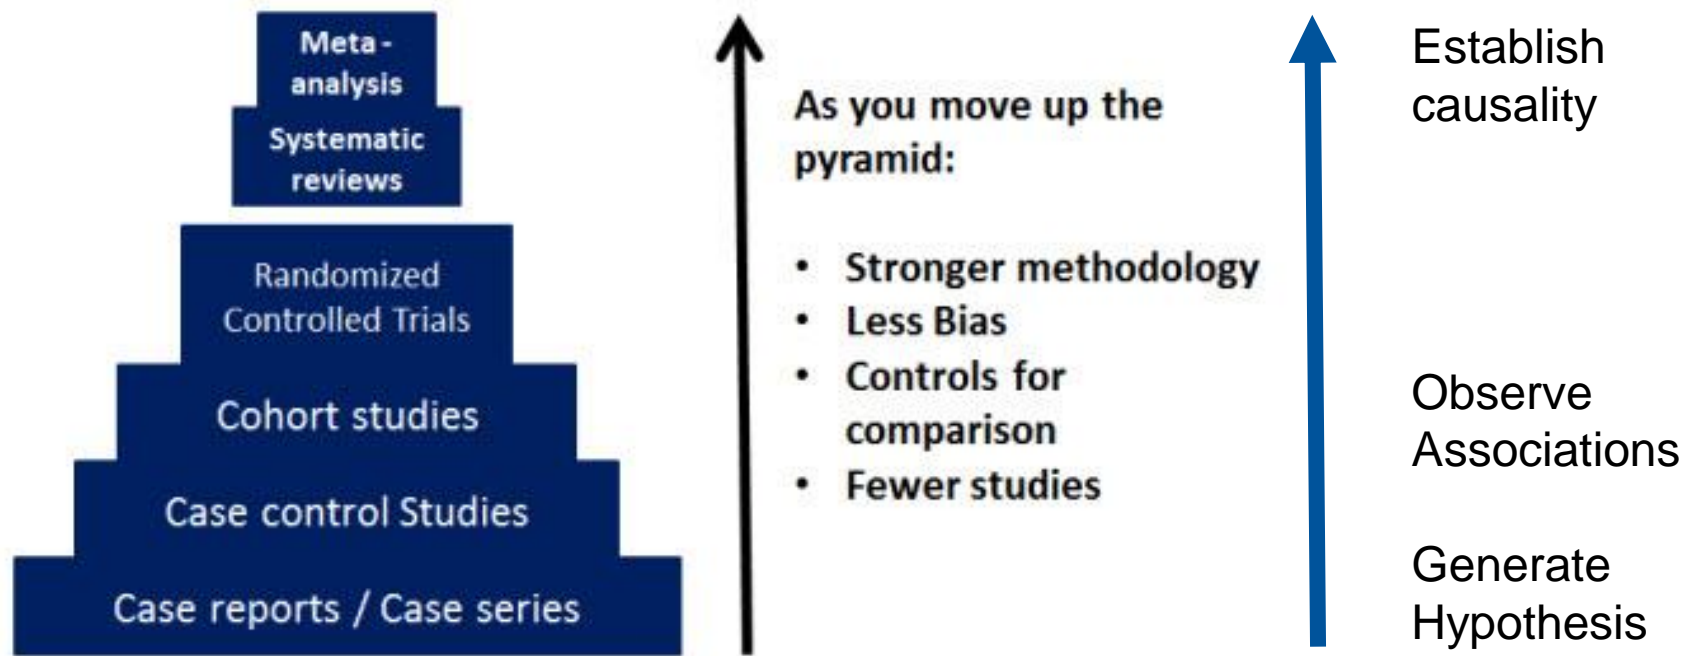 Meta -
analysis
Systematic
reviews
Randomized
Controlled Trials
Cohort studies
Case control Studies
Case reports / Case series
As you move up the
pyramid:
• Stronger methodology
• Less Bias
• Controls for
comparison
• Fewer studies
Establish
causality
Observe
Associations
Generate
Hypothesis